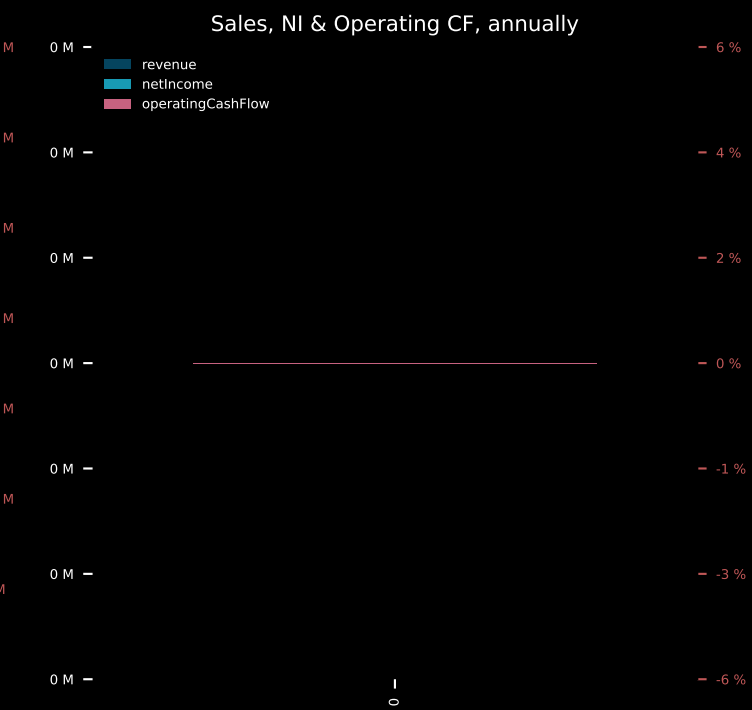 Sales, NI & Operating CF, annually
M
0 M
6 %
revenue
netIncome
operatingCashFlow
M
0 M
4 %
M
0 M
2 %
M
0 M
0 %
M
0 M
-1 %
M
0 M
-3 %
M
0 M
-6 %
0